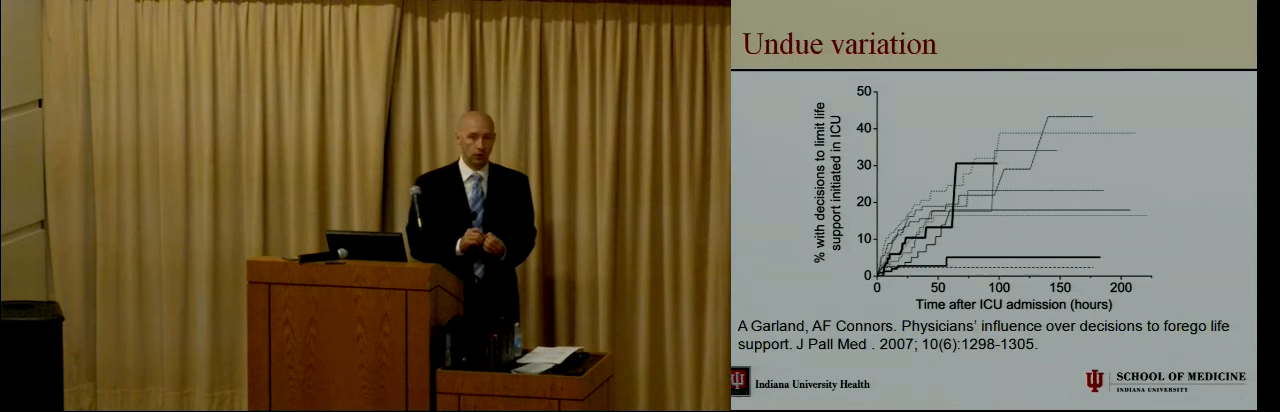 Undue variation
% with decisions to limit life
support initiated in ICU
50
40
30
20
10
0
0 50 100 150 200
Time after ICU admission (hours)
A Garland, AF Connors. Physicians' influence over decisions to forego life
support. J Pall Med . 2007; 10(6):1298-1305.
Indiana University Health
SCHOOL OF MEDICINE
INDIANA UNIVERSITY